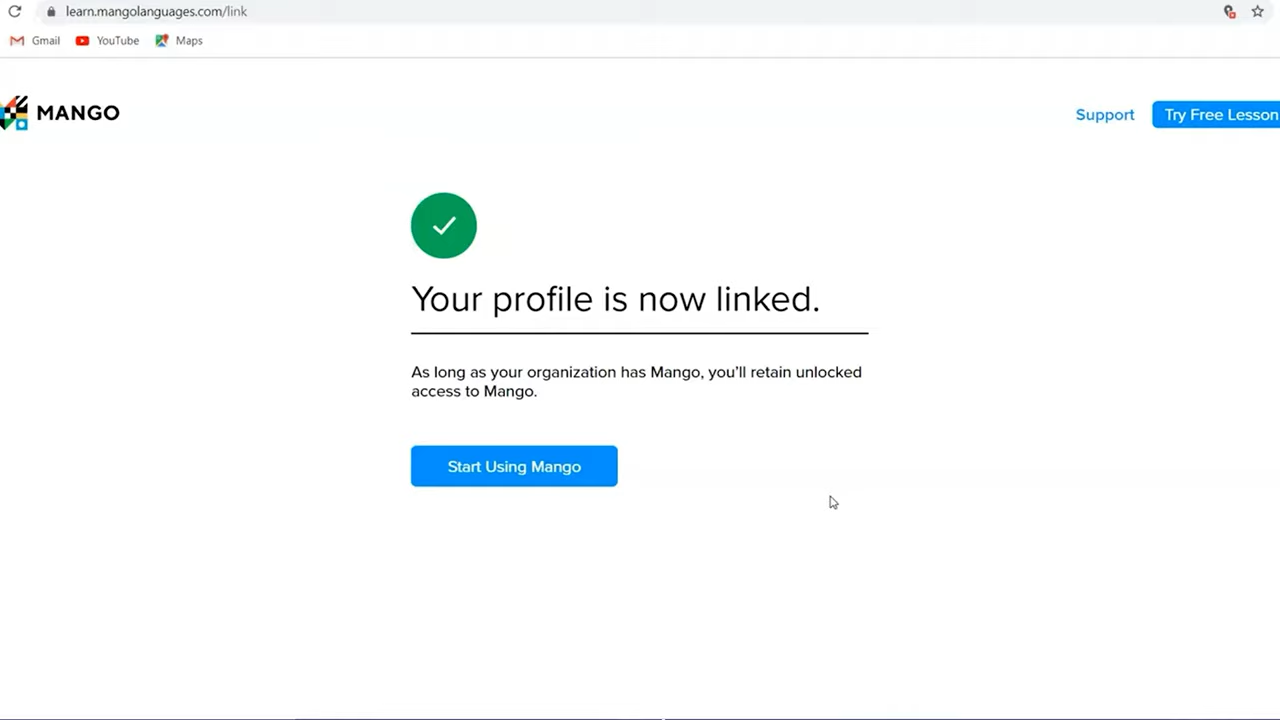 learn.mangolanguages.com/link
Gmail YouTube Maps
MANGO
Support Try Free Lesson
Your profile is now linked.
As long as your organization has Mango, you'll retain unlocked
access to Mango.
Start Using Mango